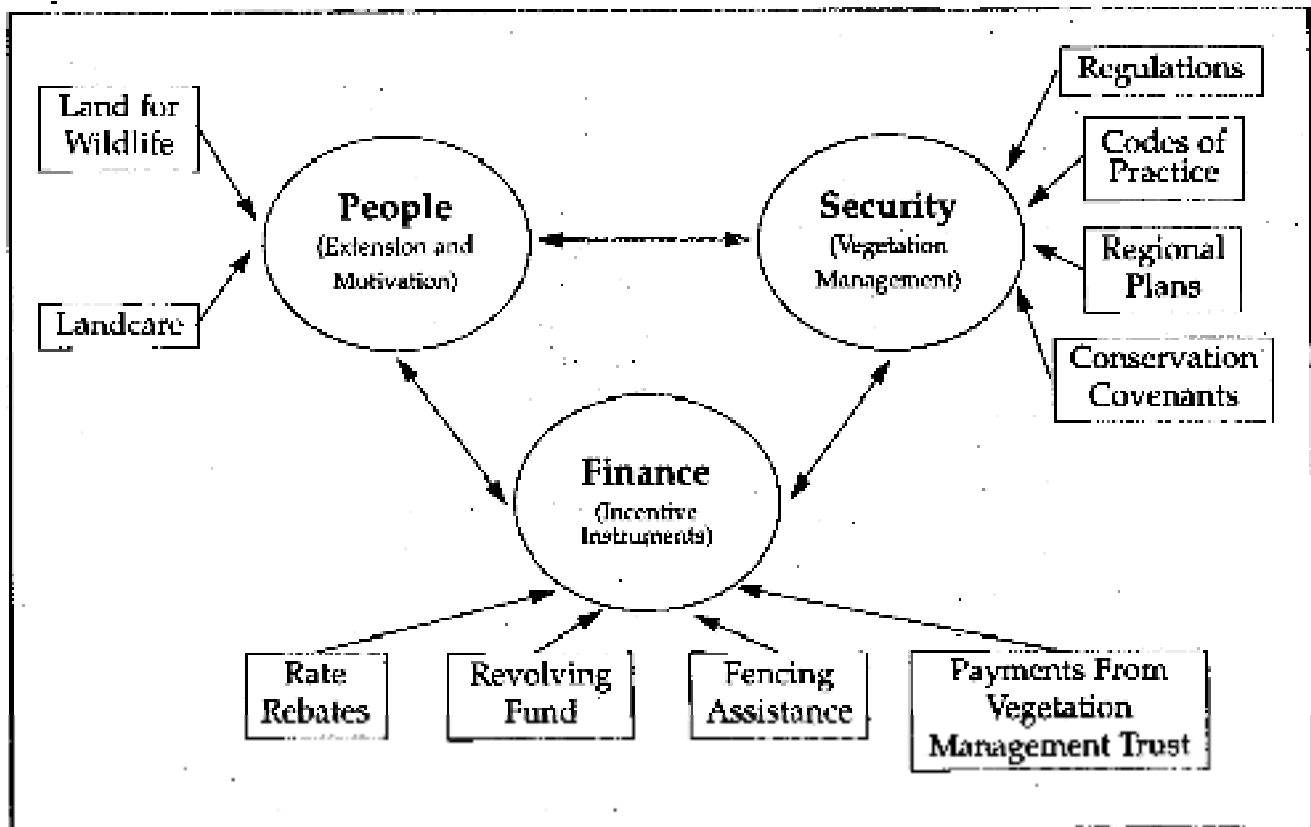 Land for
Wildlife
Landcare
People
(Extension and
Motivation)
Security
(Vegetation
Management)
Regulations
Codes of
Practice
Regional
Plans
Conservation
Covenants
Finance
(Incentive
Instruments)
Rate
Rebates
Revolving
Fund
Fencing
Assistance
Payments From
Vegetation
Management Trust